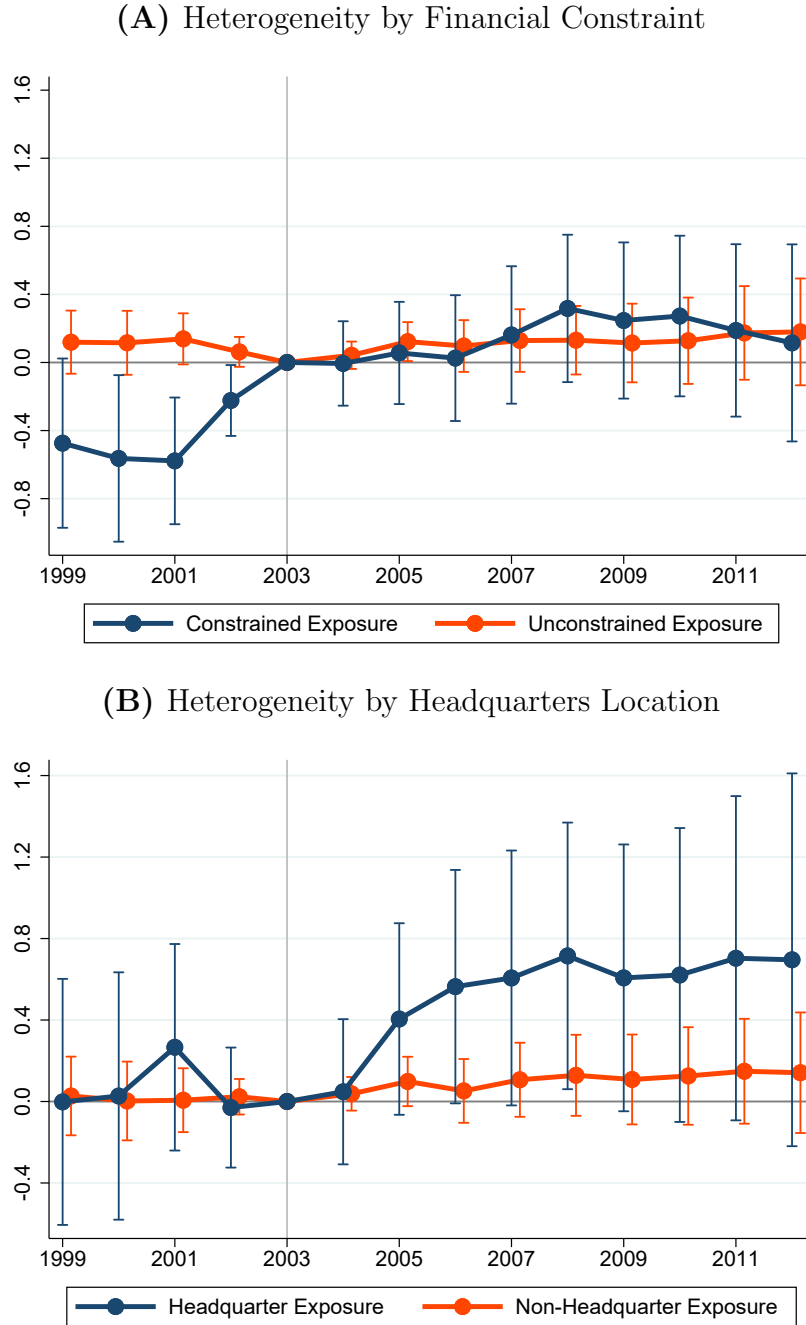 (A) Heterogeneity by Financial Constraint
1.6
1.2
0.8
0.4
0.0
-0.4
-0.8
1999 2001 2003 2005 2007 2009 2011
Constrained Exposure Unconstrained Exposure
(B) Heterogeneity by Headquarters Location
1.6
1.2
0.8
0.4
0.0
-0.4
1999 2001 2003 2005 2007 2009 2011
Headquarter Exposure Non-Headquarter Exposure